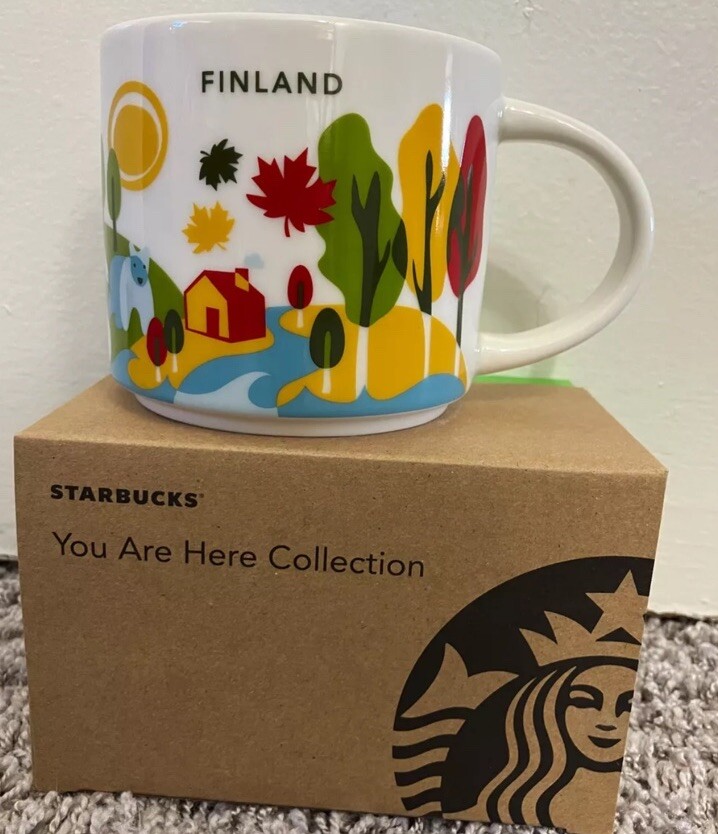 FINLAND
STARBUCKS®
You Are Here Collection